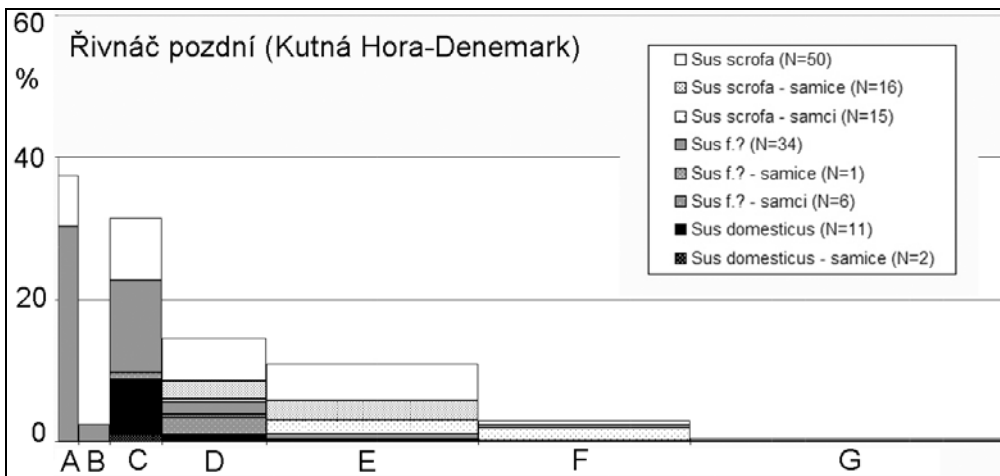 60
Řivnáč pozdní (Kutná Hora-Denemark)
%
Sus scrofa (N=50)
Sus scrofa - samice (N=16)
Sus scrofa - samci (N=15)
Sus f.? (N=34)
Sus f.? - samice (N=1)
Sus f.? - samci (N=6)
Sus domesticus (N=11)
Sus domesticus - samice (N=2)
40
20
0
A B C D E F G